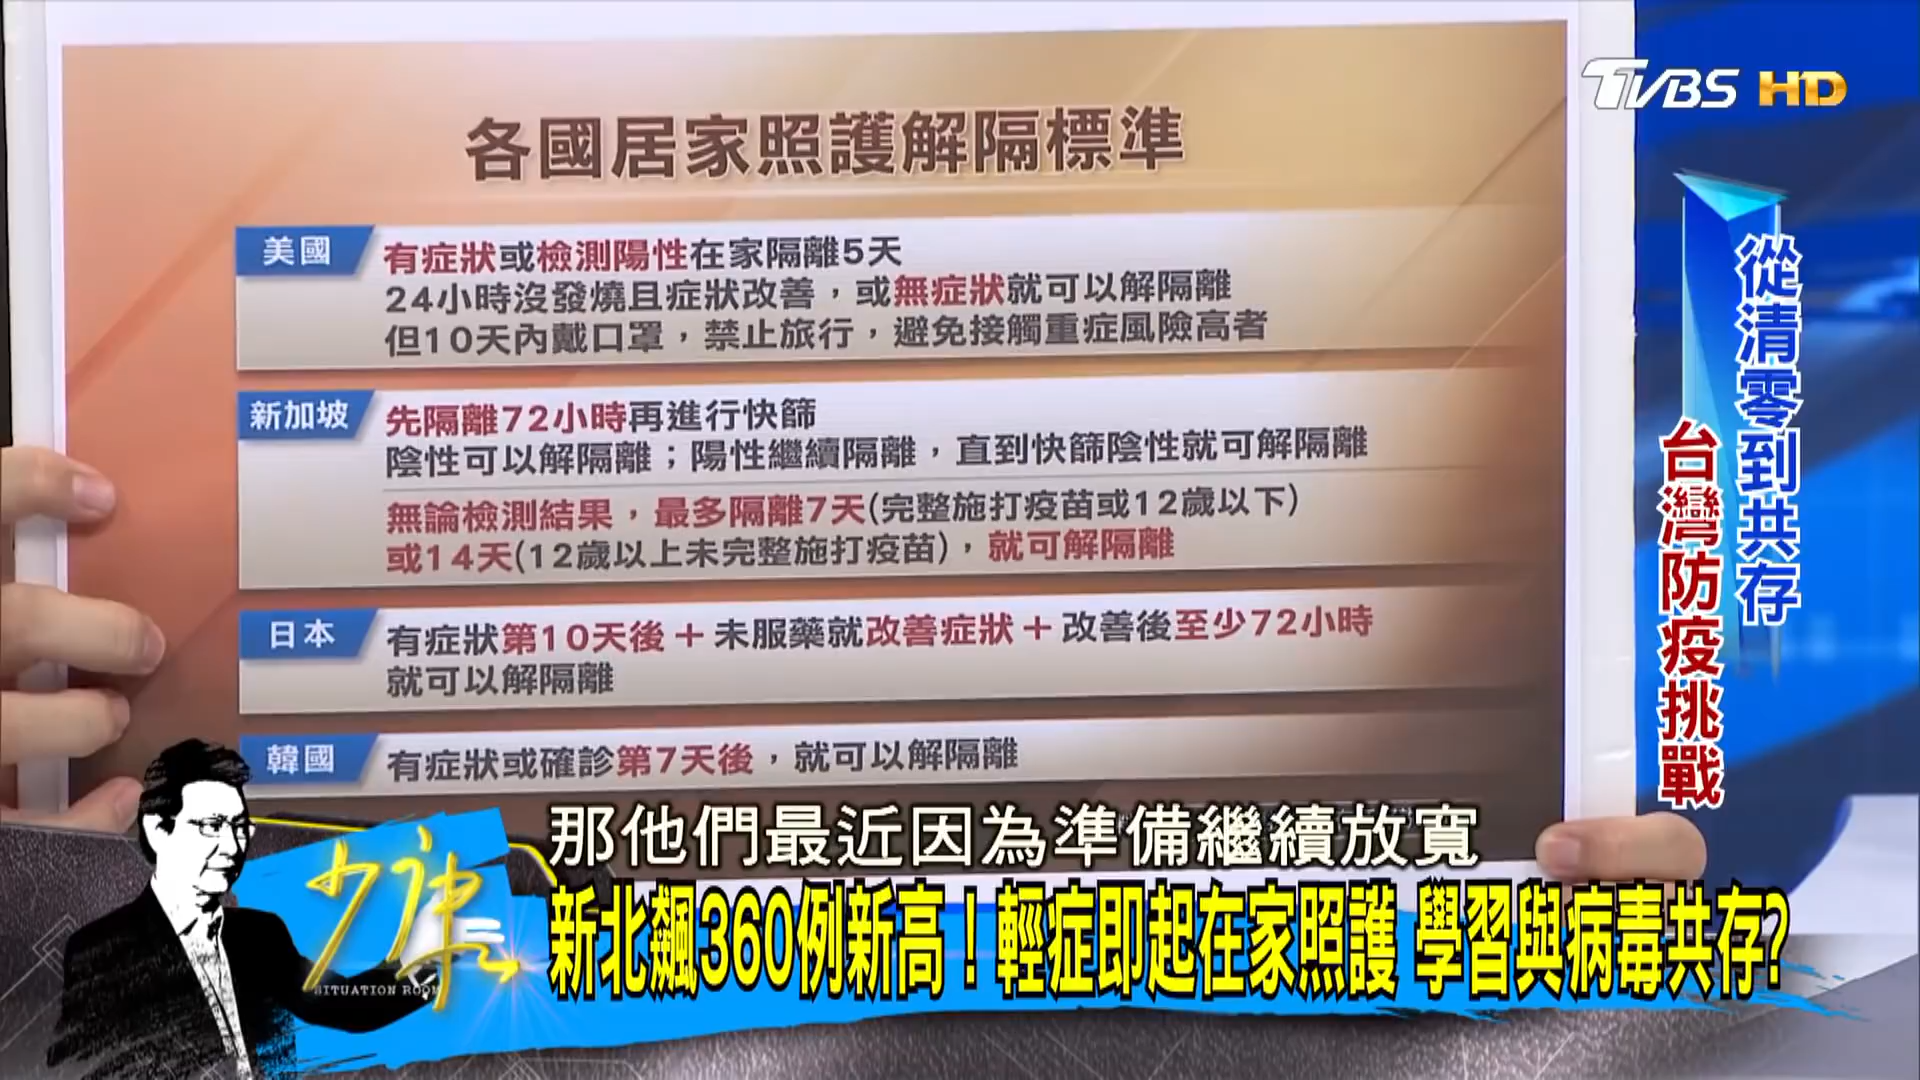 TVBS HD
各國居家照護解隔標準
美國
有症狀或檢測陽性在家隔離5天
24小時沒發燒且症狀改善，或無症狀就可以解隔離
但10天內戴口罩，禁止旅行，避免接觸重症風險高者
新加坡
先隔離72小時再進行快篩
陰性可以解隔離；陽性繼續隔離，直到快篩陰性就可解隔離
無論檢測結果，最多隔離7天(完整施打疫苗或12歲以下)
或14天(12歲以上未完整施打疫苗)，就可解隔離
日本
有症狀第10天後＋未服藥就改善症狀＋改善後至少72小時
就可以解隔離
韓國
有症狀或確診第7天後，就可以解隔離
從清零到共存
台灣防疫挑戰
那他們最近因為準備繼續放寬
新北飆360例新高！輕症即起在家照護 學習與病毒共存?
少康
SITUATION ROOM